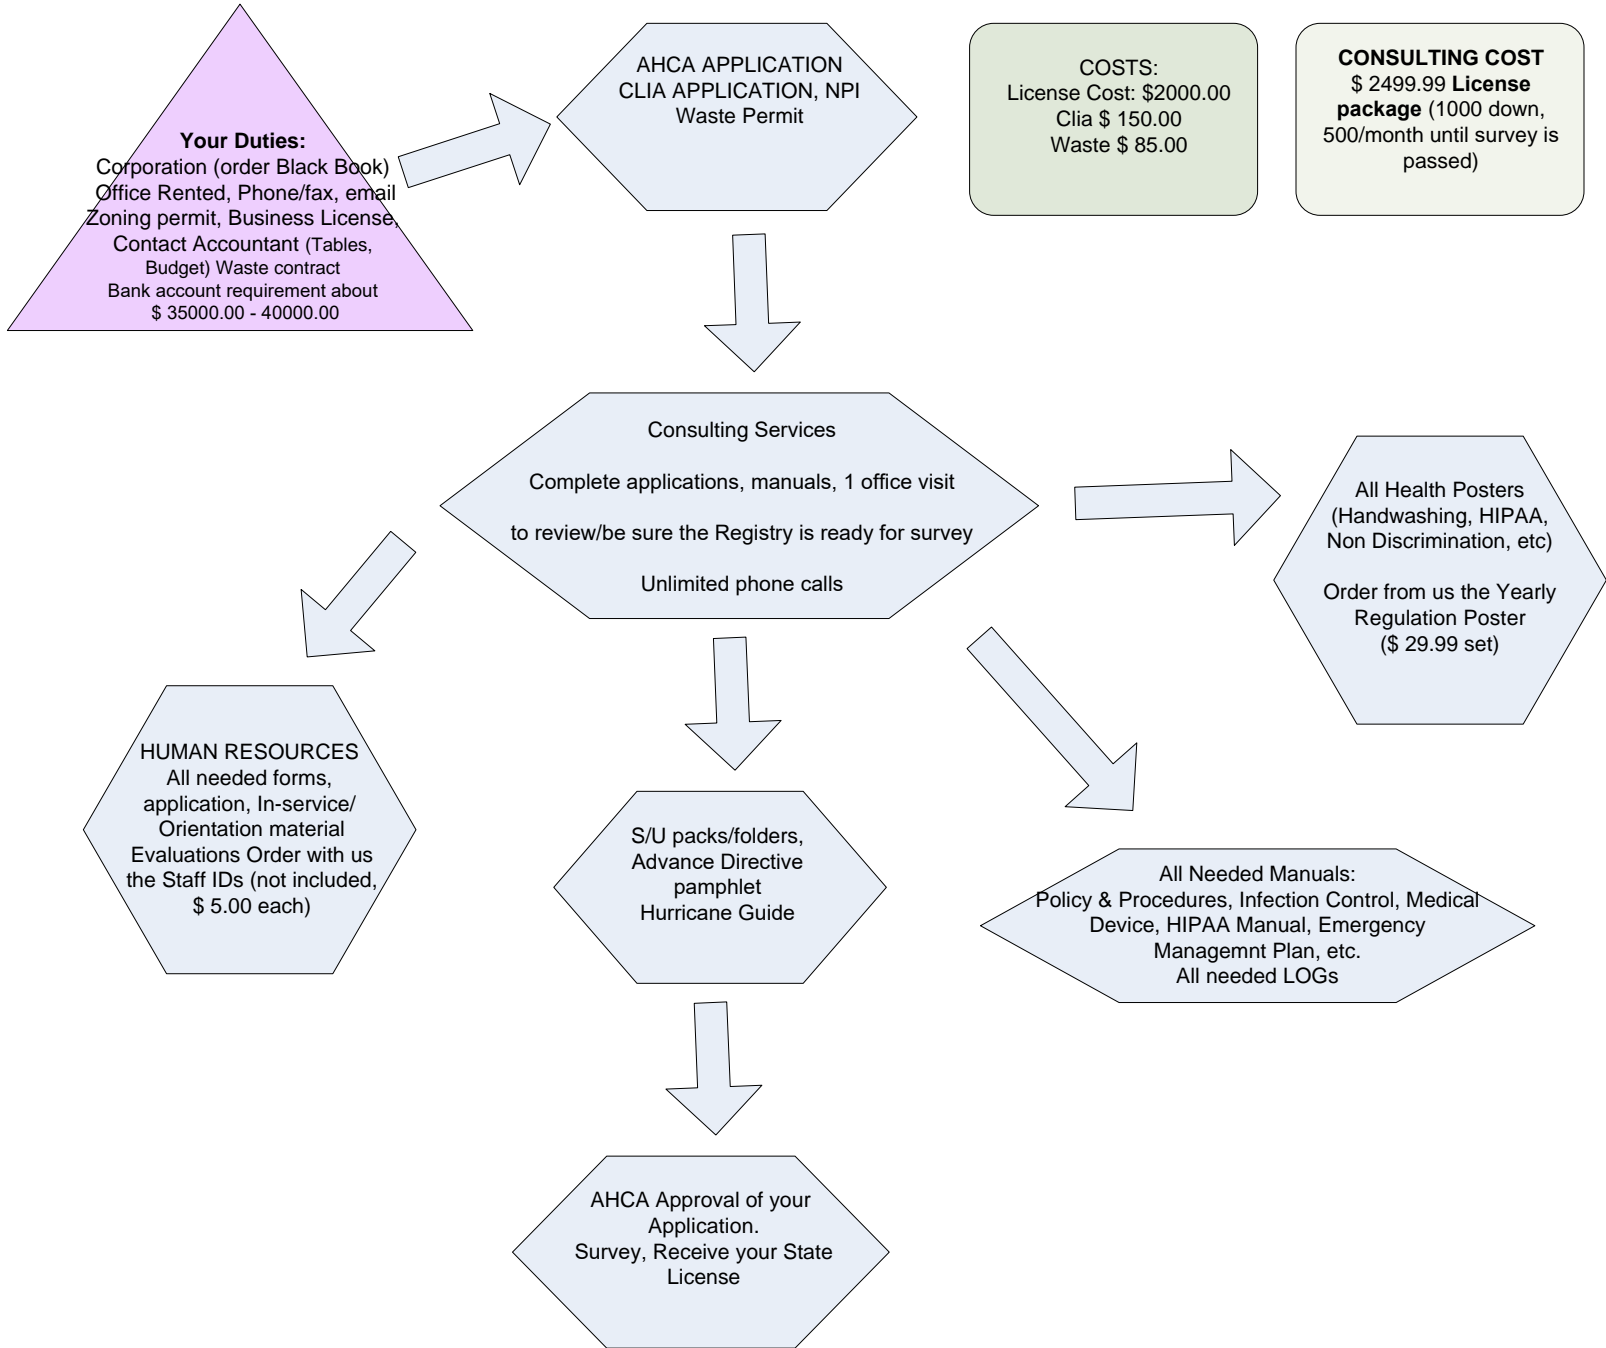 Your Duties:
Corporation (order Black Book)
Office Rented, Phone/fax, email
Zoning permit, Business License,
Contact Accountant (Tables,
Budget) Waste contract
Bank account requirement about
$ 35000.00 - 40000.00
AHCA APPLICATION
CLIA APPLICATION, NPI
Waste Permit
COSTS:
License Cost: $2000.00
Clia $ 150.00
Waste $ 85.00
CONSULTING COST
$ 2499.99 License
package (1000 down,
500/month until survey is
passed)
Consulting Services
Complete applications, manuals, 1 office visit
to review/be sure the Registry is ready for survey
Unlimited phone calls
All Health Posters
(Handwashing, HIPAA,
Non Discrimination, etc)
Order from us the Yearly
Regulation Poster
($ 29.99 set)
HUMAN RESOURCES
All needed forms,
application, In-service/
Orientation material
Evaluations Order with us
the Staff IDs (not included,
$ 5.00 each)
S/U packs/folders,
Advance Directive
pamphlet
Hurricane Guide
All Needed Manuals:
Policy & Procedures, Infection Control, Medical
Device, HIPAA Manual, Emergency
Managemnt Plan, etc.
All needed LOGs
AHCA Approval of your
Application.
Survey, Receive your State
License